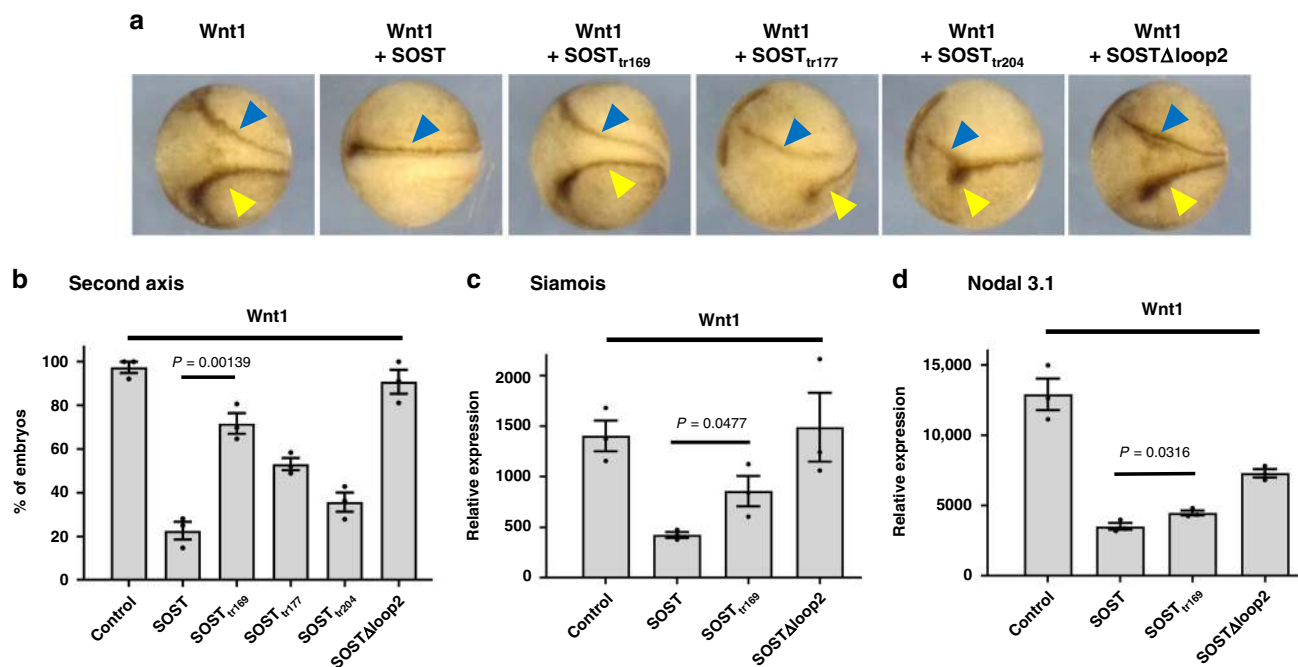 a
Wnt1
Wnt1
+ SOST
Wnt1
+ SOSTtr169
Wnt1
+ SOSTtr177
Wnt1
+ SOSTtr204
Wnt1
+ SOSTΔloop2
b Second axis
Wnt1
P = 0.00139
% of embryos
100
80
60
40
20
0
Control
SOST
SOSTtr169
SOSTtr177
SOSTtr204
SOSTΔloop2
c Siamois
Wnt1
P = 0.0477
Relative expression
2000
1500
1000
500
0
Control
SOST
SOSTtr169
SOSTΔloop2
d Nodal 3.1
Wnt1
P = 0.0316
Relative expression
15,000
10,000
5000
0
Control
SOST
SOSTtr169
SOSTΔloop2